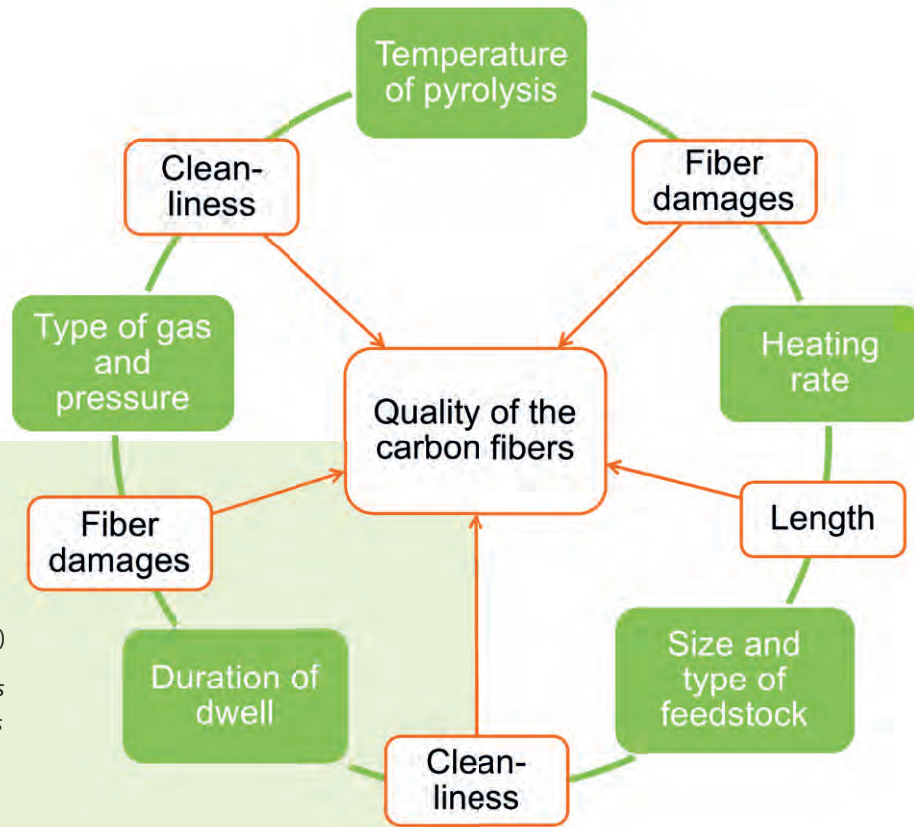 Temperature
of pyrolysis
Clean-
liness
Fiber
damages
Type of gas
and
pressure
Heating
rate
Quality of the
carbon fibers
Fiber
damages
Length
Duration of
dwell
Size and
type of
feedstock
Clean-
liness
)
s
s